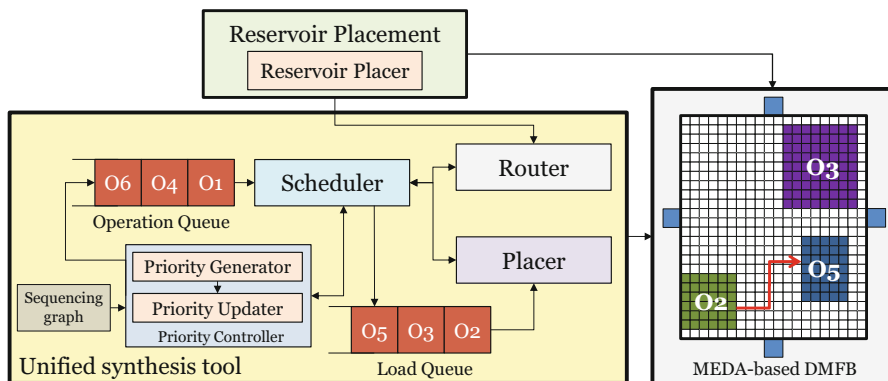 Reservoir Placement
Reservoir Placer
O6 O4 O1
Operation Queue
Scheduler
Router
Placer
Priority Generator
Priority Updater
Priority Controller
Sequencing
graph
O5 O3 O2
Load Queue
Unified synthesis tool
O3
O5
O2
MEDA-based DMFB